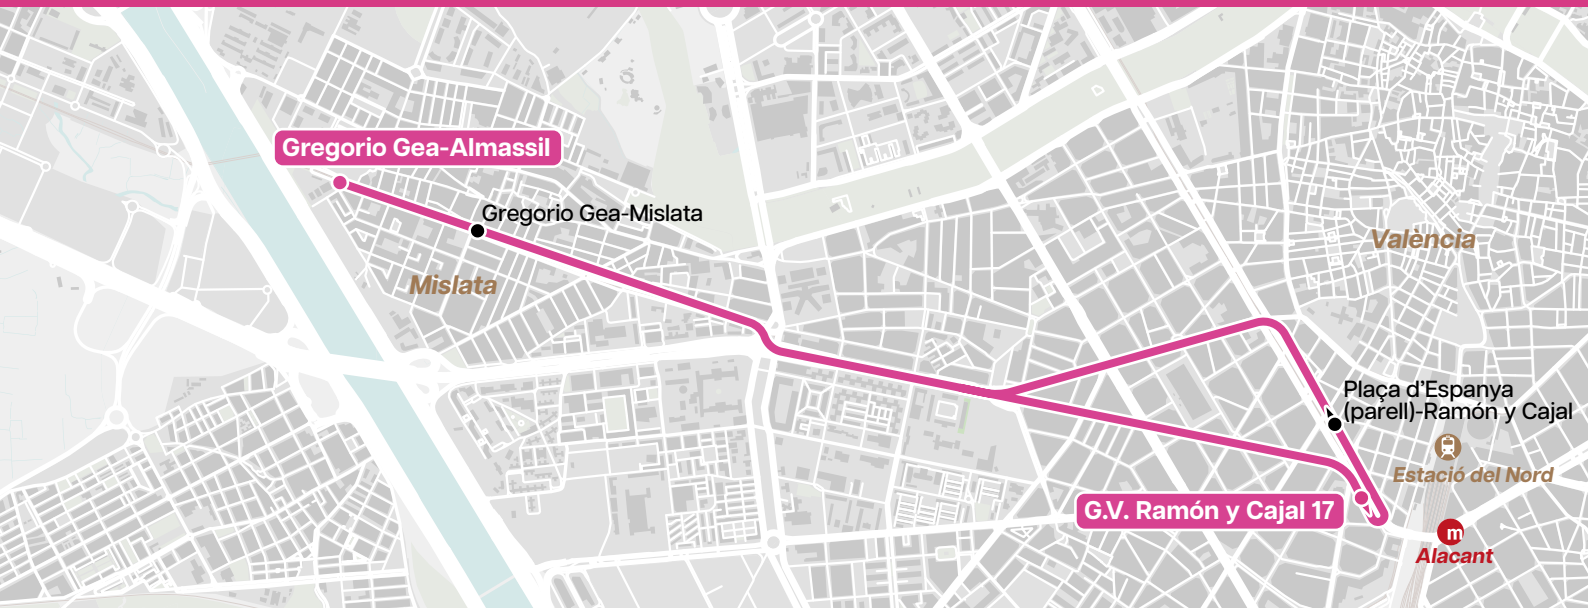 Gregorio Gea-Almassil
Gregorio Gea-Mislata
València
Mislata
Plaça d’Espanya
(parell)-Ramón y Cajal
Estació del Nord
G.V. Ramón y Cajal 17
m
Alacant